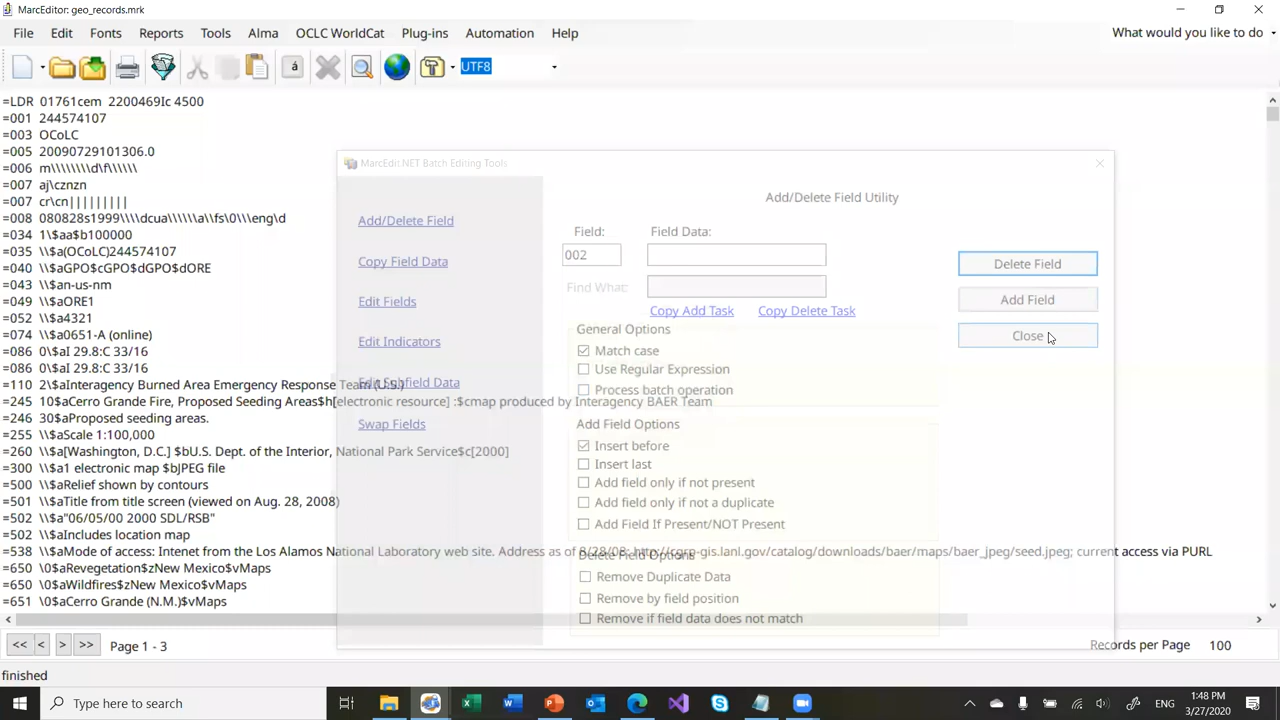 MarcEditor: geo_records.mrk
File Edit Fonts Reports Tools Alma OCLC WorldCat Plug-ins Automation Help What would you like to do
á UTF8
=LDR 01761cem 2200469Ic 4500
=001 244574107
=003 OCoLC
=005 20090729101306.0
=006 m\\\\\\\\d\f\\\\\\
=007 aj\cznzn
=007 cr\cn|||||||||
=008 080828s1999\\\\dcua\\\\\\a\\fs\0\\\eng\d
=034 1\$aa$b100000
=035 \\$a(OCoLC)244574107
=040 \\$aGPO$cGPO$dGPO$dORE
=043 \\$an-us-nm
=049 \\$aORE1
=052 \\$a4321
=074 \\$a0651-A (online)
=086 0\$aI 29.8:C 33/16
=086 0\$aI 29.8:C 33/16
=110 2\$aInteragency Burned Area Emergency Response Team (U.S.)
=245 10$aCerro Grande Fire, Proposed Seeding Areas$h[electronic resource] :$cmap produced by Interagency BAER Team
=246 30$aProposed seeding areas.
=255 \\$aScale 1:100,000
=260 \\$a[Washington, D.C.] $bU.S. Dept. of the Interior, National Park Service$c[2000]
=300 \\$a1 electronic map $bJPEG file
=500 \\$aRelief shown by contours
=501 \\$aTitle from title screen (viewed on Aug. 28, 2008)
=502 \\$a"06/05/00 2000 SDL/RSB"
=502 \\$aIncludes location map
=538 \\$aMode of access: Intenet from the Los Alamos National Laboratory web site. Address as of 8/28/08: http://cgrp-gis.lanl.gov/catalog/downloads/baer/maps/baer_jpeg/seed.jpeg; current access via PURL
=650 \0$aRevegetation$zNew Mexico$vMaps
=650 \0$aWildfires$zNew Mexico$vMaps
=651 \0$aCerro Grande (N.M.)$vMaps
MarcEdit.NET Batch Editing Tools
Add/Delete Field
Copy Field Data
Edit Fields
Edit Indicators
Edit Subfield Data
Swap Fields
Add/Delete Field Utility
Field: Field Data:
002
Find What:
Copy Add Task Copy Delete Task
General Options
Match case
Use Regular Expression
Process batch operation
Add Field Options
Insert before
Insert last
Add field only if not present
Add field only if not a duplicate
Add Field If Present/NOT Present
Delete Field Options
Remove Duplicate Data
Remove by field position
Remove if field data does not match
Delete Field
Add Field
Close
<< < > >> Page 1 - 3 Records per Page 100
finished
Type here to search
ENG
1:48 PM
3/27/2020